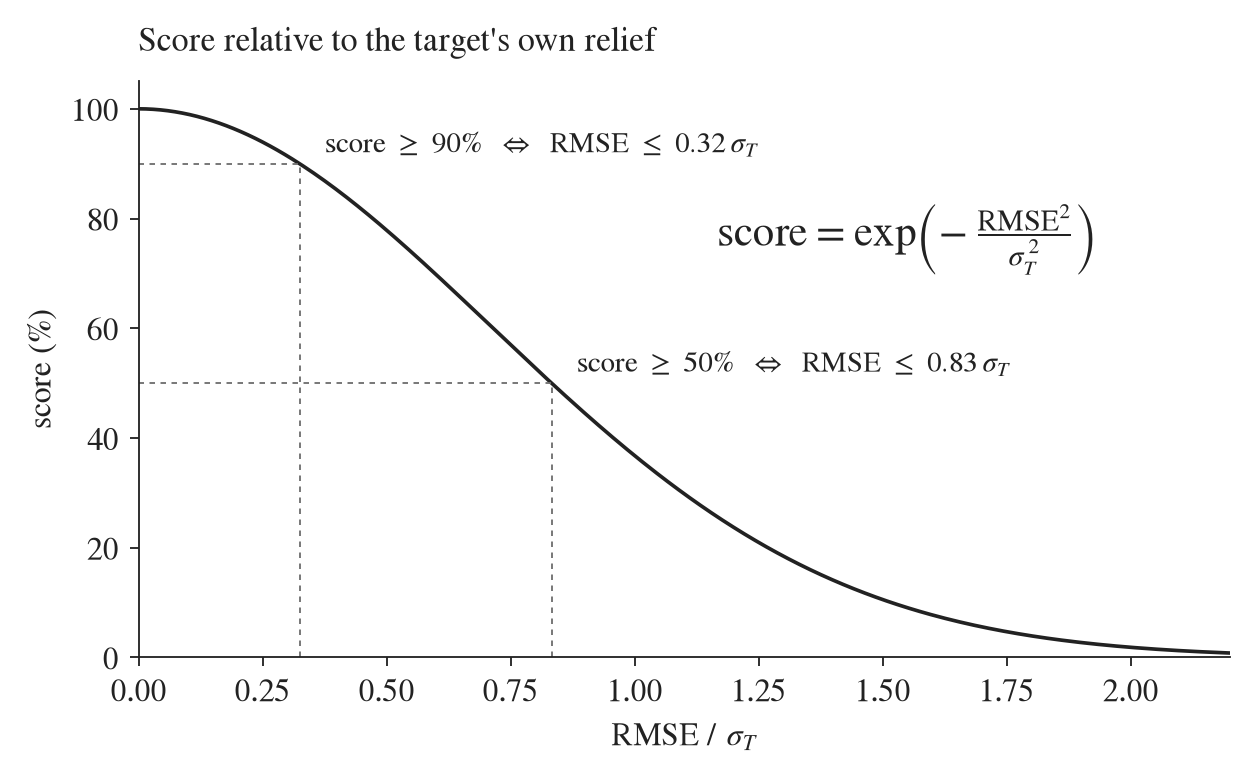 Score relative to the target's own relief
100
80
60
40
20
0
score (%)
score ≥ 90% ⇔ RMSE ≤ 0.32 σ_T
score = exp(− RMSE² / σ_T²)
score ≥ 50% ⇔ RMSE ≤ 0.83 σ_T
0.00 0.25 0.50 0.75 1.00 1.25 1.50 1.75 2.00
RMSE / σ_T